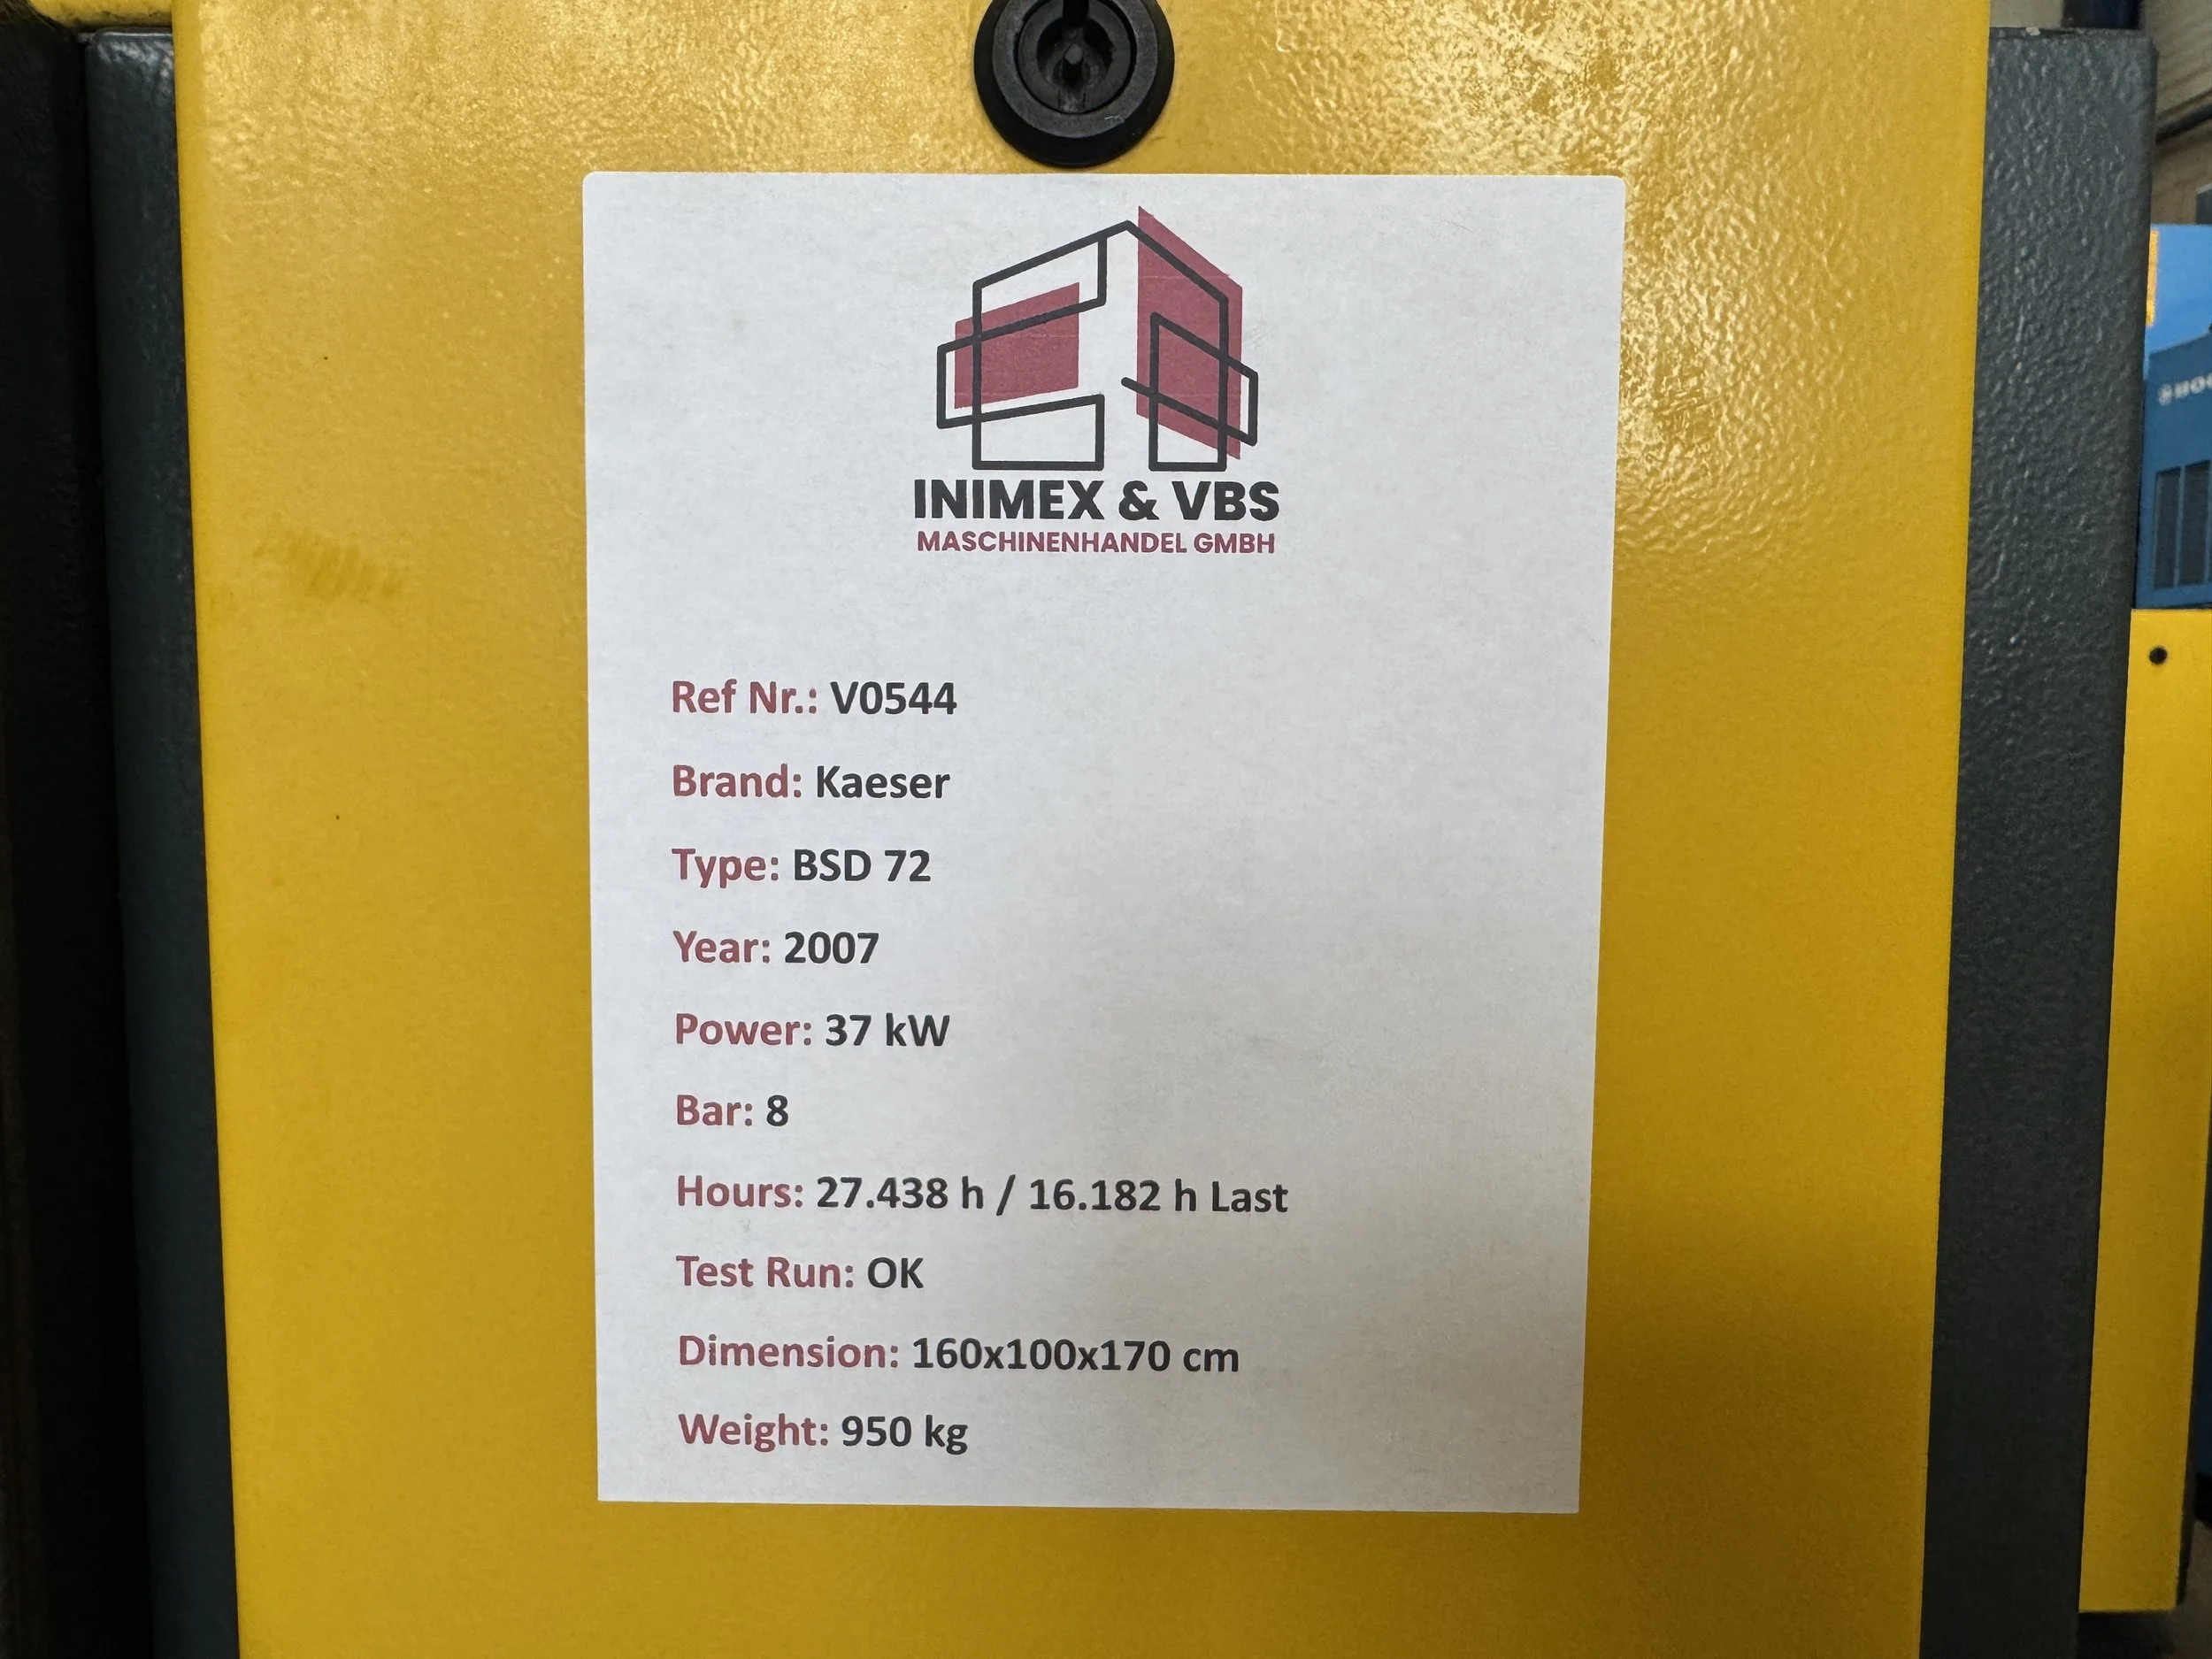 INIMEX & VBS
MASCHINENHANDEL GMBH
Ref Nr.: V0544
Brand: Kaeser
Type: BSD 72
Year: 2007
Power: 37 kW
Bar: 8
Hours: 27.438 h / 16.182 h Last
Test Run: OK
Dimension: 160x100x170 cm
Weight: 950 kg